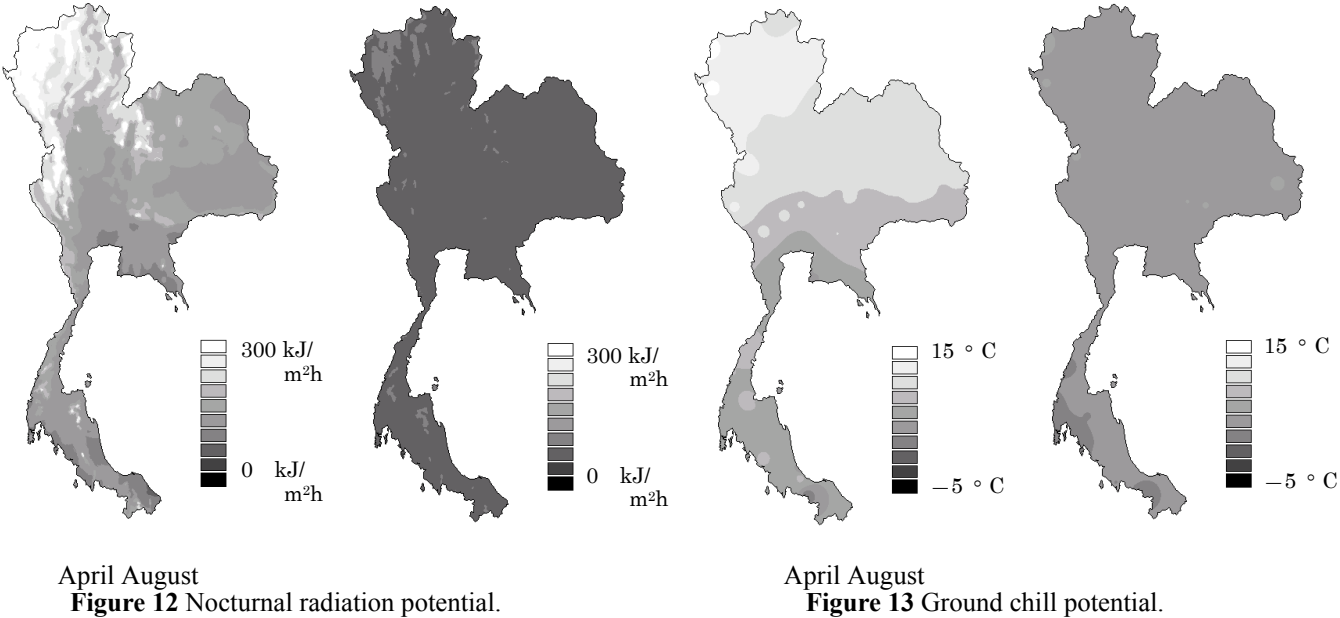 300 kJ/
m²h
0 kJ/
m²h
300 kJ/
m²h
0 kJ/
m²h
15 ° C
−5 ° C
15 ° C
−5 ° C
April August
Figure 12 Nocturnal radiation potential.
April August
Figure 13 Ground chill potential.